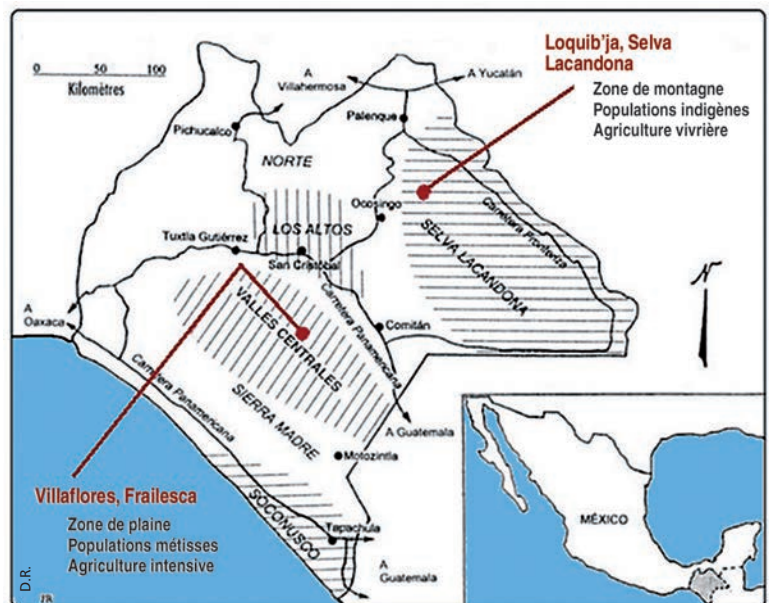 0 50 100
Kilomètres
A
Villahermosa
A Yucatán
Loquib'ja, Selva
Lacandona
Zone de montagne
Populations indigènes
Agriculture vivrière
Palenque
Pichucalco
NORTE
Ocosingo
LOS ALTOS
Tuxtla Gutiérrez
San Cristóbal
SELVA LACANDONA
Carretera Fronteriza
N
A
Oaxaca
VALLES CENTRALES
Carretera Panamericana
Comitán
Carretera Panamericana
SIERRA MADRE
A Guatemala
Motozintla
Villaflores, Frailesca
Zone de plaine
Populations métisses
Agriculture intensive
SOCONUSCO
Tapachula
A
Guatemala
MÉXICO
D.R.